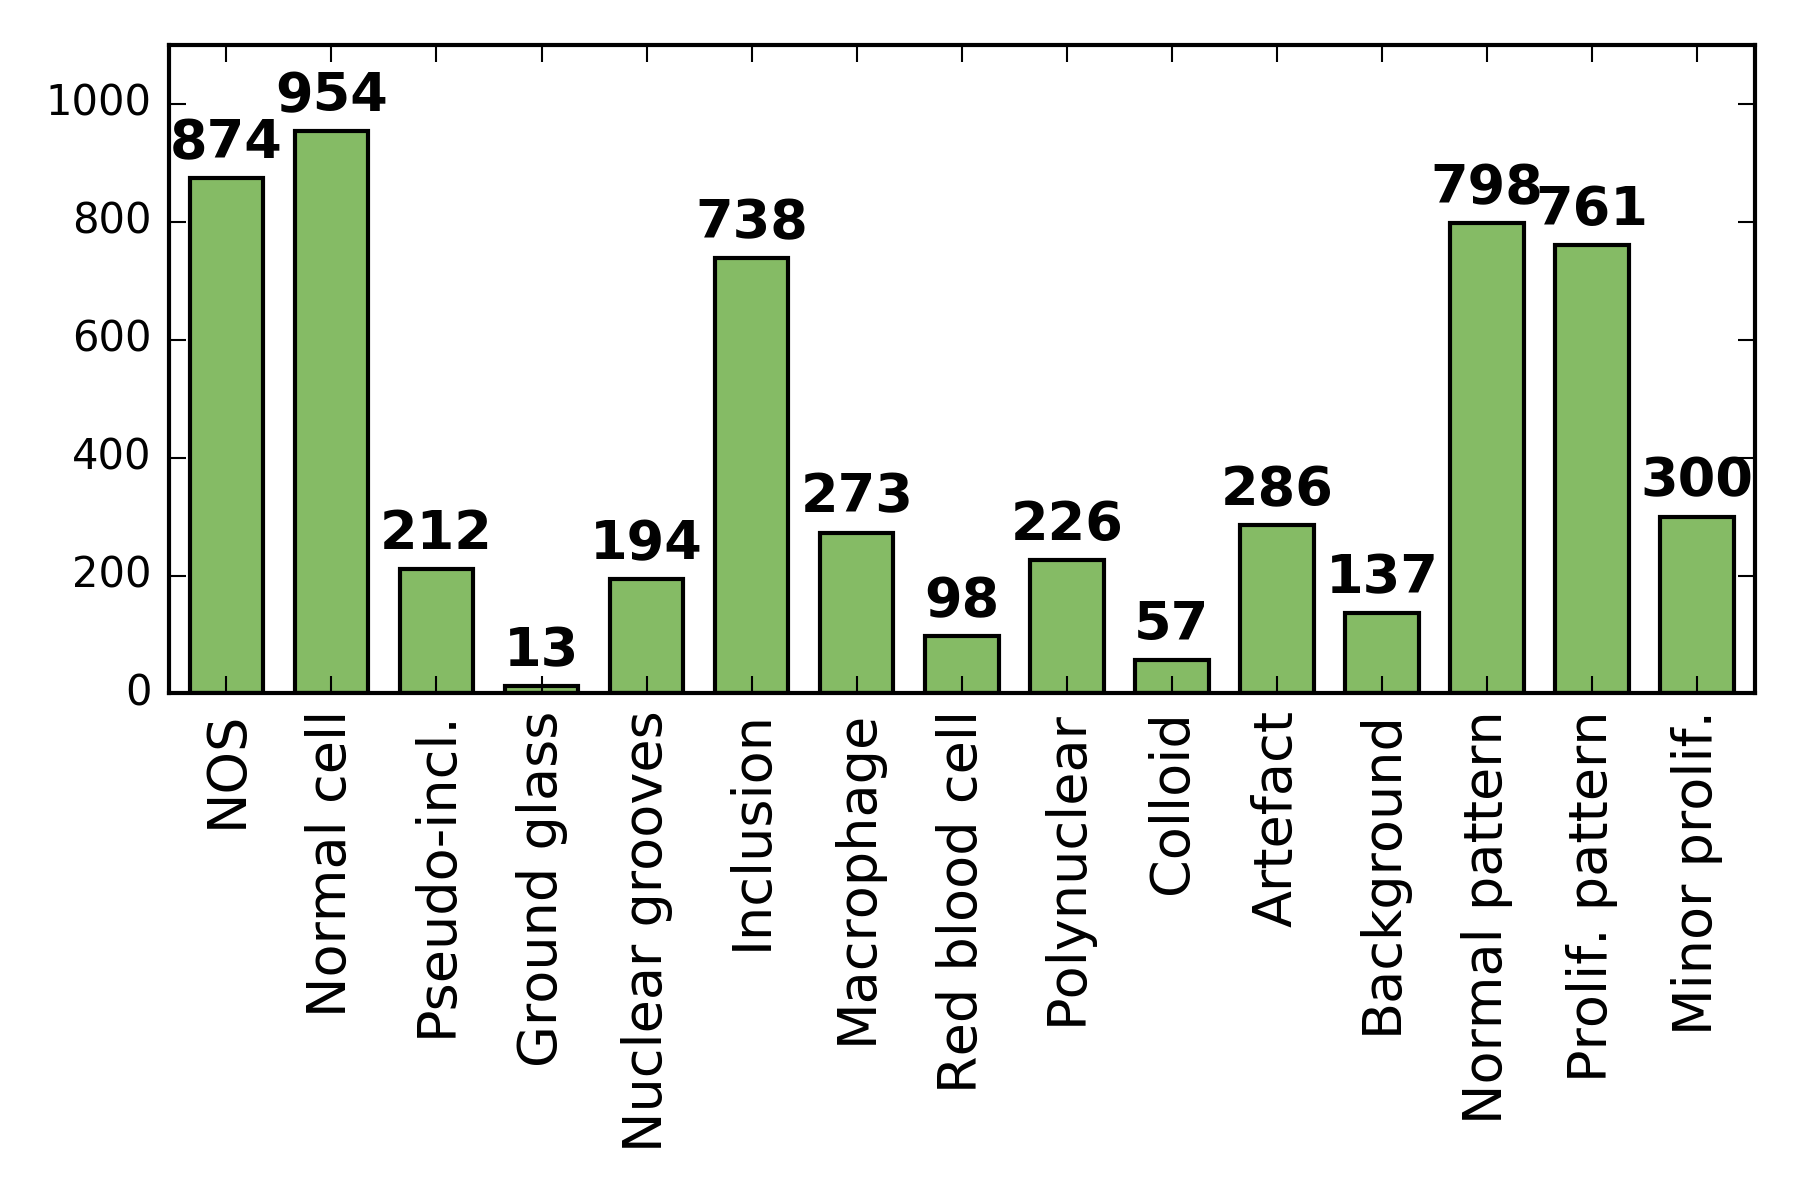 1000
800
600
400
200
0
874
954
212
13
194
738
273
98
226
57
286
137
798
761
300
NOS
Normal cell
Pseudo-incl.
Ground glass
Nuclear grooves
Inclusion
Macrophage
Red blood cell
Polynuclear
Colloid
Artefact
Background
Normal pattern
Prolif. pattern
Minor prolif.